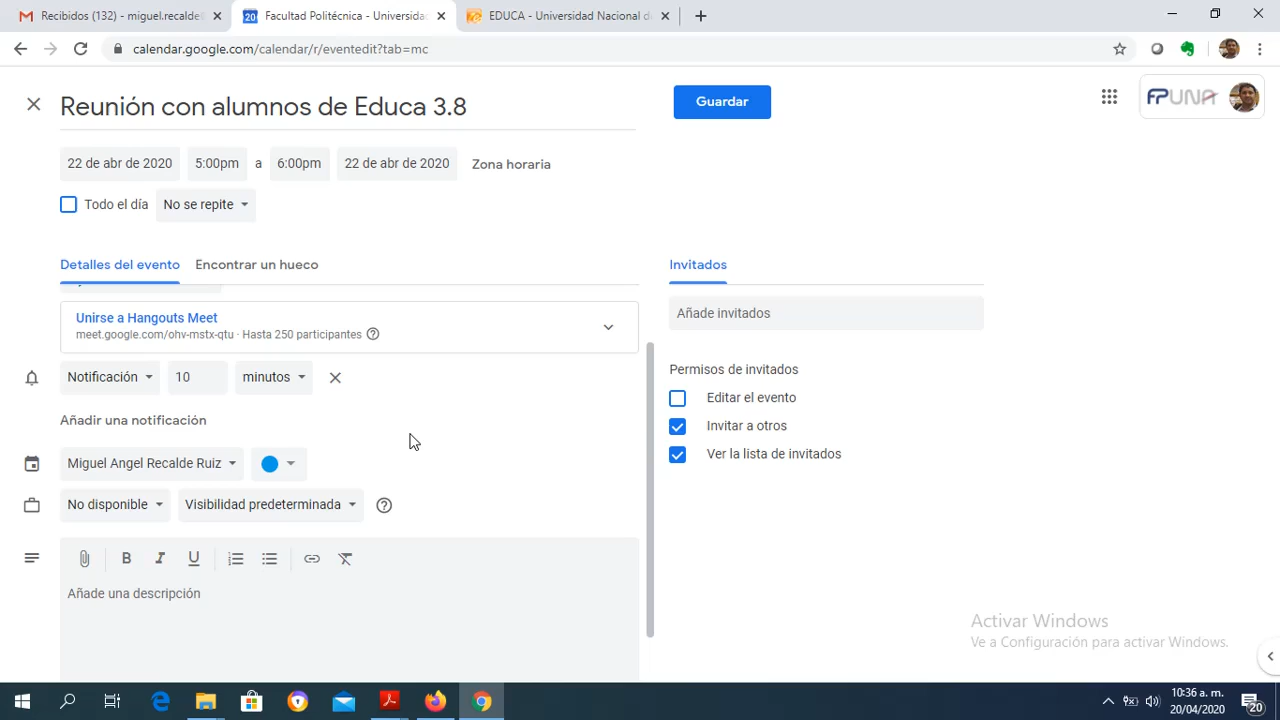 Recibidos (132) - miguel.recalde
Facultad Politécnica - Universida
EDUCA - Universidad Nacional d
calendar.google.com/calendar/r/eventedit?tab=mc
Reunión con alumnos de Educa 3.8
Guardar
FPUNA
22 de abr de 2020 5:00pm a 6:00pm 22 de abr de 2020 Zona horaria
Todo el día No se repite
Detalles del evento Encontrar un hueco
Invitados
Unirse a Hangouts Meet
meet.google.com/ohv-mstx-qtu · Hasta 250 participantes
Añade invitados
Notificación 10 minutos
Permisos de invitados
Editar el evento
Añadir una notificación
Invitar a otros
Ver la lista de invitados
Miguel Angel Recalde Ruiz
No disponible Visibilidad predeterminada
B I U
Añade una descripción
Activar Windows
Ve a Configuración para activar Windows.
10:36 a. m.
20/04/2020
20